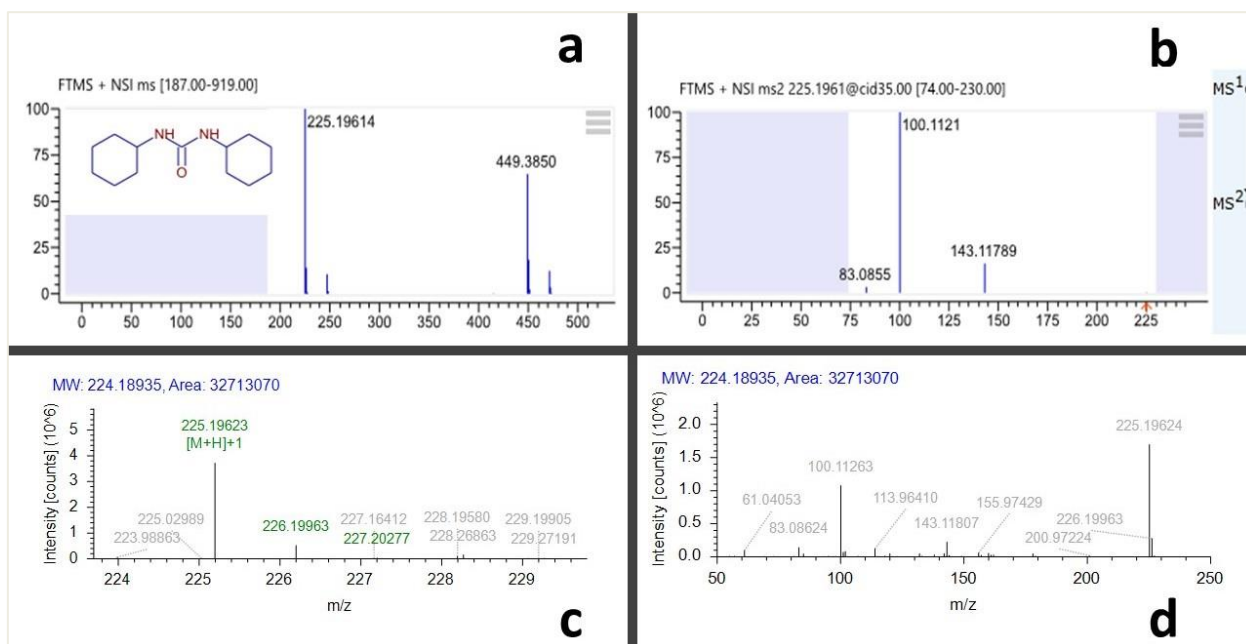 a
FTMS + NSI ms [187.00-919.00]
100
75
50
25
0
225.19614
449.3850
NH
NH
O
0 50 100 150 200 250 300 350 400 450 500
b
FTMS + NSI ms2 225.1961@cid35.00 [74.00-230.00]
100
75
50
25
0
100.1121
143.11789
83.0855
0 25 50 75 100 125 150 175 200 225
MS1
MS2
MW: 224.18935, Area: 32713070
Intensity [counts] (10^6)
5
4
3
2
1
0
225.19623
[M+H]+1
225.02989
223.98863
226.19963
227.16412
227.20277
228.19580
228.26863
229.19905
229.27191
224 225 226 227 228 229
m/z
c
MW: 224.18935, Area: 32713070
Intensity [counts] (10^6)
2.0
1.5
1.0
0.5
0.0
225.19624
100.11263
61.04053
83.08624
113.96410
143.11807
155.97429
226.19963
200.97224
50 100 150 200 250
m/z
d